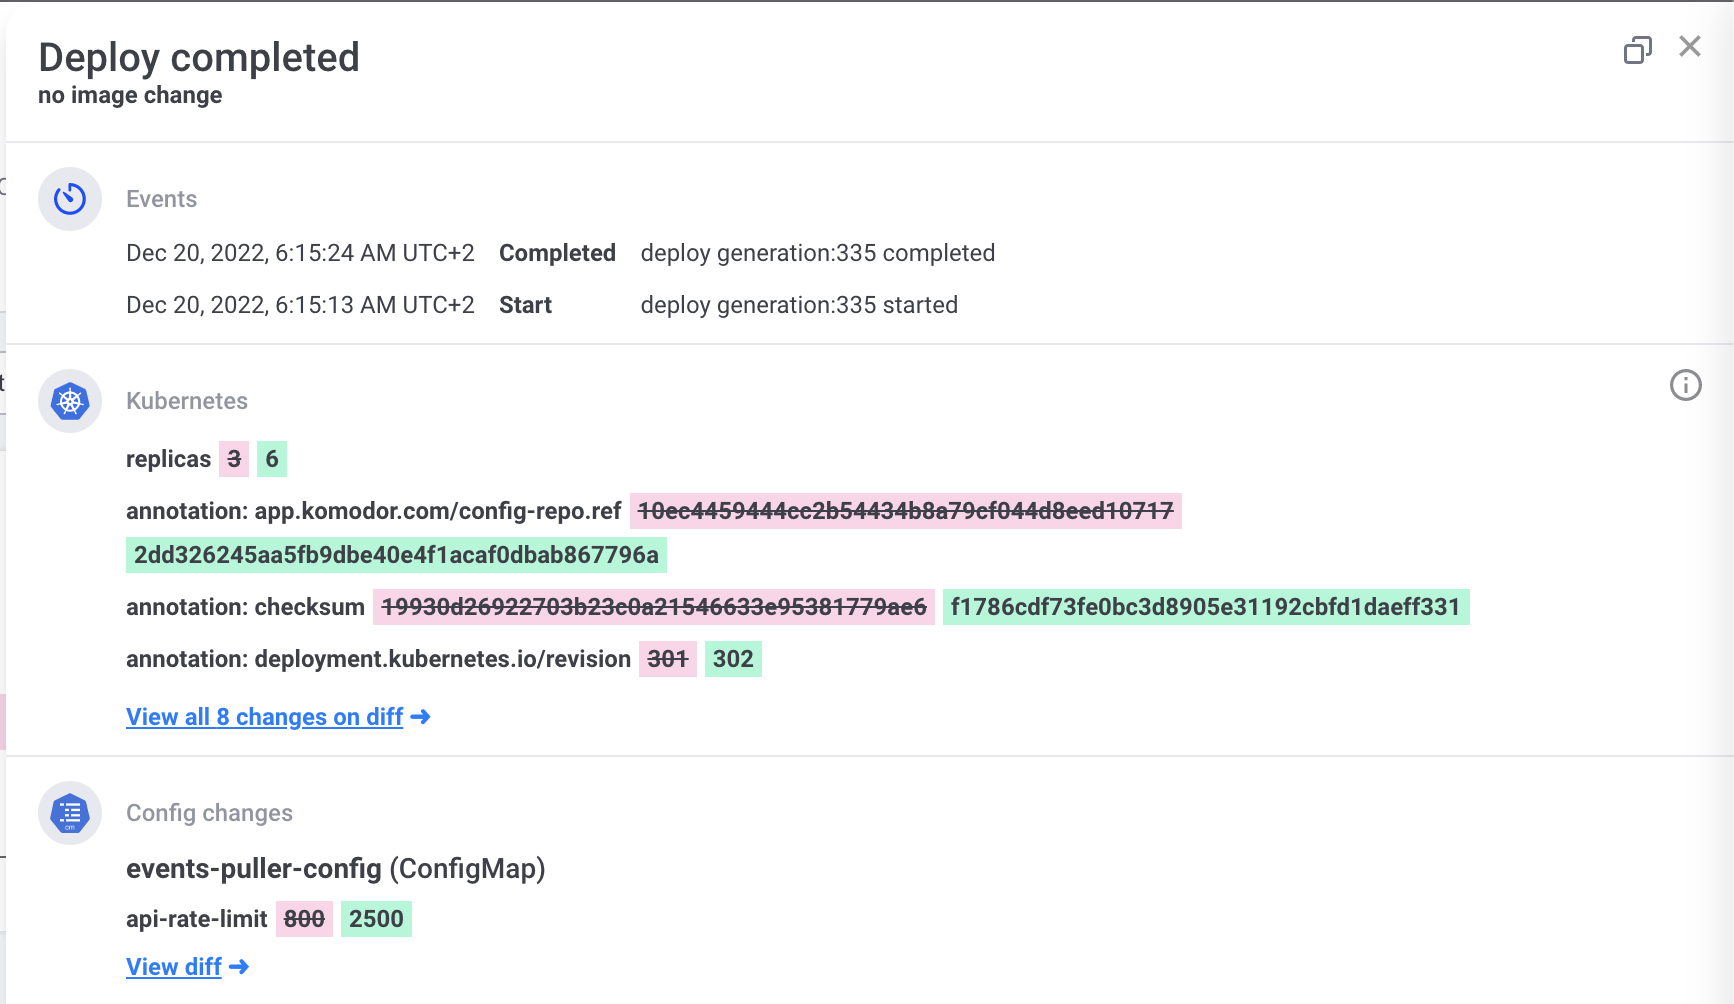 Deploy completed
no image change
Events
Dec 20, 2022, 6:15:24 AM UTC+2 Completed deploy generation:335 completed
Dec 20, 2022, 6:15:13 AM UTC+2 Start deploy generation:335 started
Kubernetes
replicas 3 6
annotation: app.komodor.com/config-repo.ref 10ec4459444cc2b54434b8a79cf044d8eed10717
2dd326245aa5fb9dbe40e4f1acaf0dbab867796a
annotation: checksum 19930d26922703b23c0a21546633e95381779ae6 f1786cdf73fe0bc3d8905e31192cbfd1daeff331
annotation: deployment.kubernetes.io/revision 301 302
View all 8 changes on diff →
Config changes
cm
events-puller-config (ConfigMap)
api-rate-limit 800 2500
View diff →